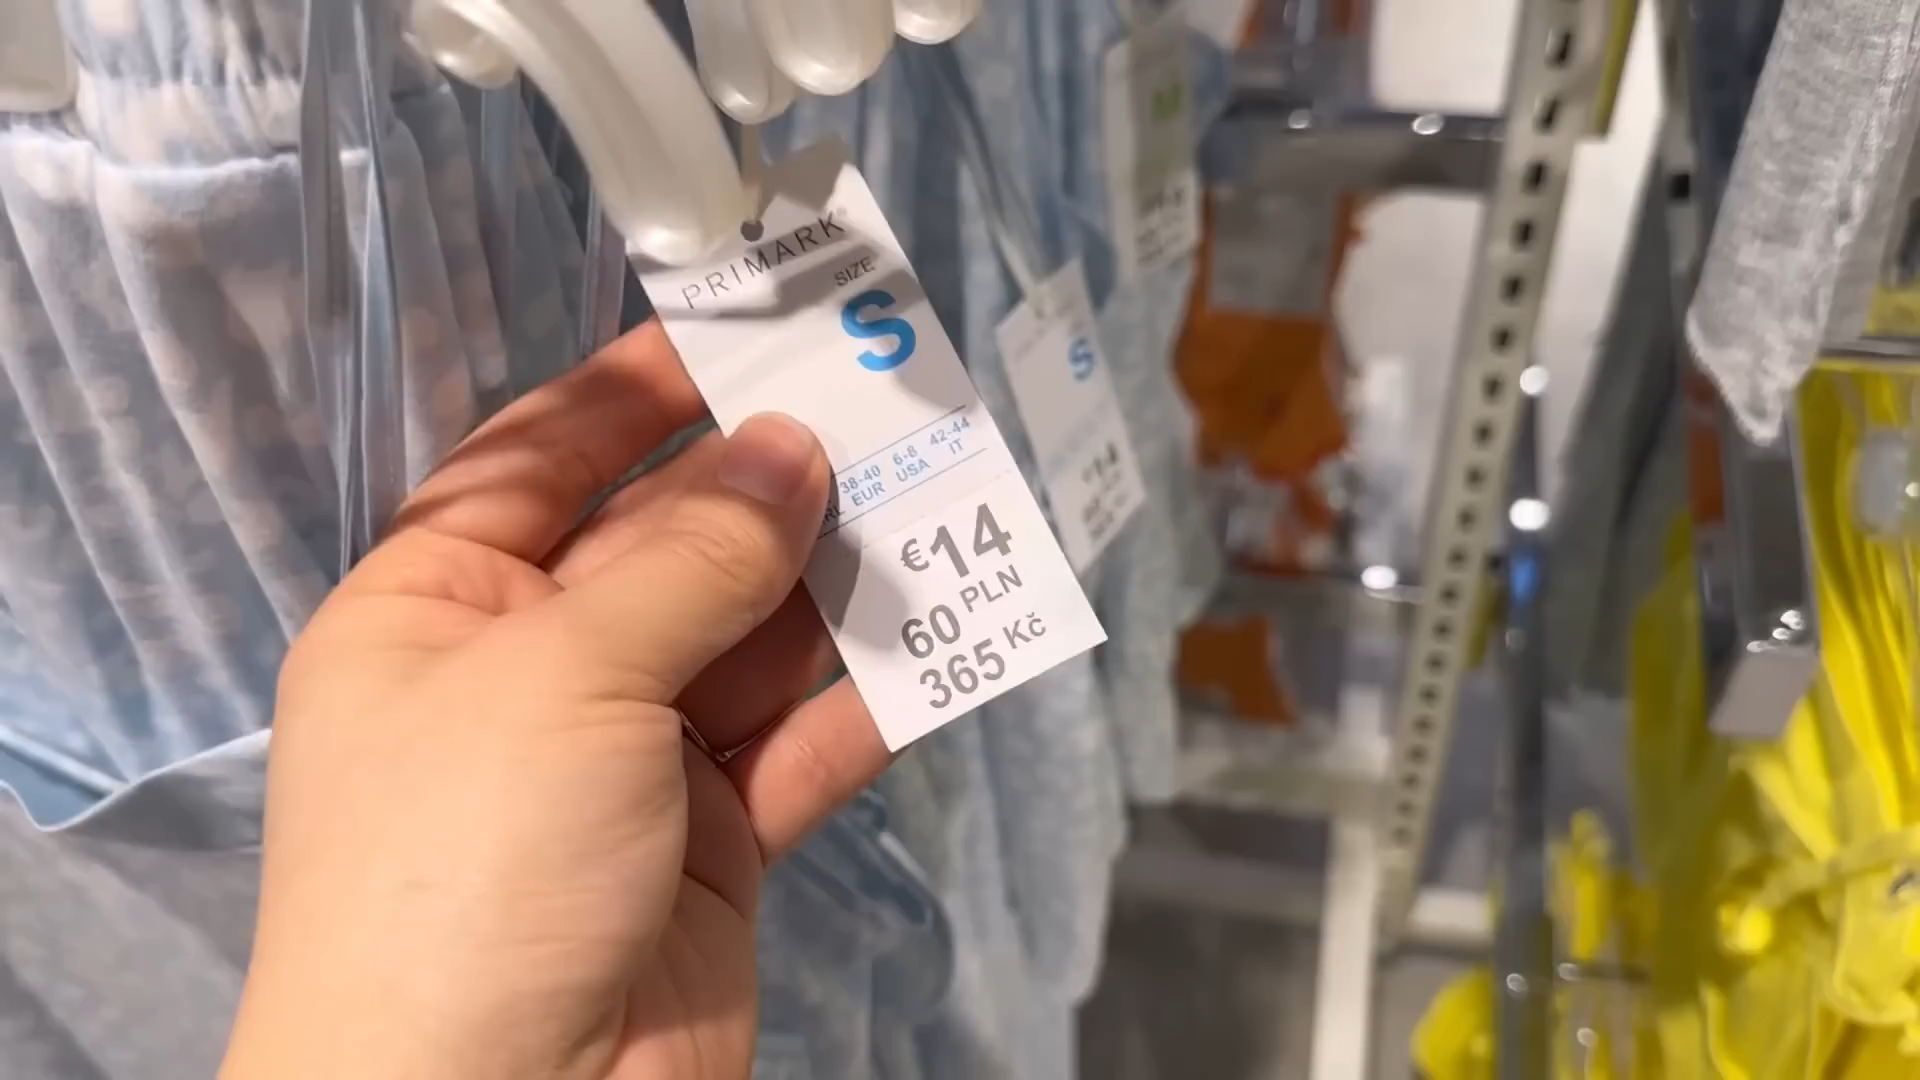 PRIMARK®
SIZE
S
38-40 6-8 42-44
EUR USA IT
€14
60 PLN
365 Kč
S